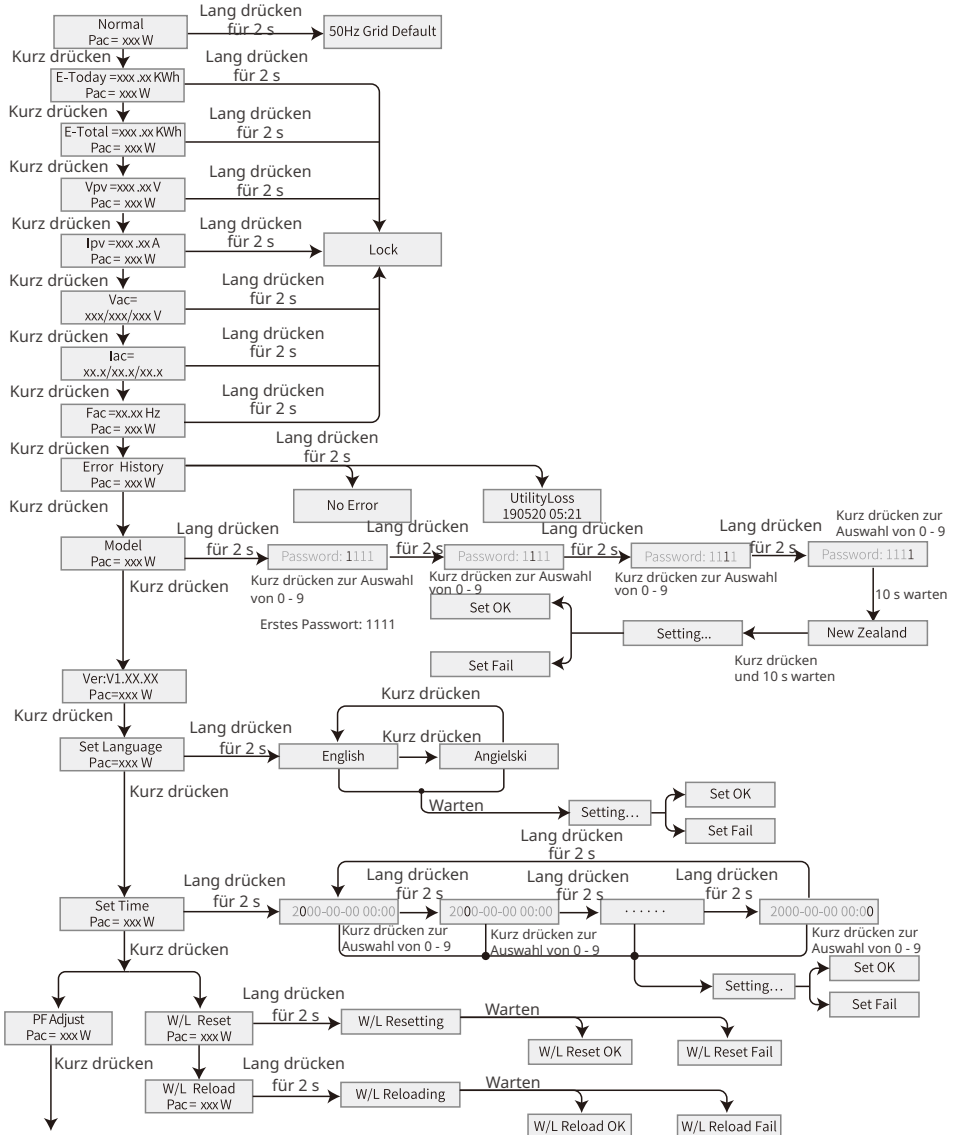 Normal
Pac= xxx W
Lang drücken
für 2 s
50Hz Grid Default
Kurz drücken
E-Today =xxx .xx KWh
Pac= xxx W
Lang drücken
für 2 s
Kurz drücken
E-Total =xxx .xx KWh
Pac= xxx W
Lang drücken
für 2 s
Kurz drücken
Vpv =xxx .xx V
Pac= xxx W
Lang drücken
für 2 s
Kurz drücken
Ipv =xxx .xx A
Pac= xxx W
Lang drücken
für 2 s
Lock
Kurz drücken
Vac=
xxx/xxx/xxx V
Lang drücken
für 2 s
Kurz drücken
Iac=
xx.x/xx.x/xx.x
Lang drücken
für 2 s
Kurz drücken
Fac =xx.xx Hz
Pac= xxx W
Lang drücken
für 2 s
Kurz drücken
Error History
Pac= xxx W
Lang drücken
für 2 s
No Error
UtilityLoss
190520 05:21
Kurz drücken
Model
Pac= xxx W
Lang drücken
für 2 s
Password: 1111
Kurz drücken zur Auswahl
von 0 - 9
Lang drücken
für 2 s
Password: 1111
Kurz drücken zur Auswahl
von 0 - 9
Lang drücken
für 2 s
Password: 1111
Kurz drücken zur Auswahl
von 0 - 9
Lang drücken
für 2 s
Kurz drücken zur
Auswahl von 0 - 9
Password: 1111
Erstes Passwort: 1111
10 s warten
New Zealand
Kurz drücken
und 10 s warten
Setting...
Set OK
Set Fail
Kurz drücken
Ver:V1.XX.XX
Pac=xxx W
Kurz drücken
Set Language
Pac=xxx W
Lang drücken
für 2 s
English
Kurz drücken
Kurz drücken
Angielski
Warten
Setting...
Set OK
Set Fail
Kurz drücken
Set Time
Pac= xxx W
Lang drücken
für 2 s
2000-00-00 00:00
Kurz drücken zur
Auswahl von 0 - 9
Lang drücken
für 2 s
Lang drücken
für 2 s
2000-00-00 00:00
Kurz drücken zur
Auswahl von 0 - 9
Lang drücken
für 2 s
......
Lang drücken
für 2 s
2000-00-00 00:00
Kurz drücken zur
Auswahl von 0 - 9
Setting...
Set OK
Set Fail
Kurz drücken
PF Adjust
Pac= xxx W
Kurz drücken
W/L Reset
Pac= xxx W
Lang drücken
für 2 s
W/L Resetting
Warten
W/L Reset OK
W/L Reset Fail
W/L Reload
Pac= xxx W
Lang drücken
für 2 s
W/L Reloading
Warten
W/L Reload OK
W/L Reload Fail